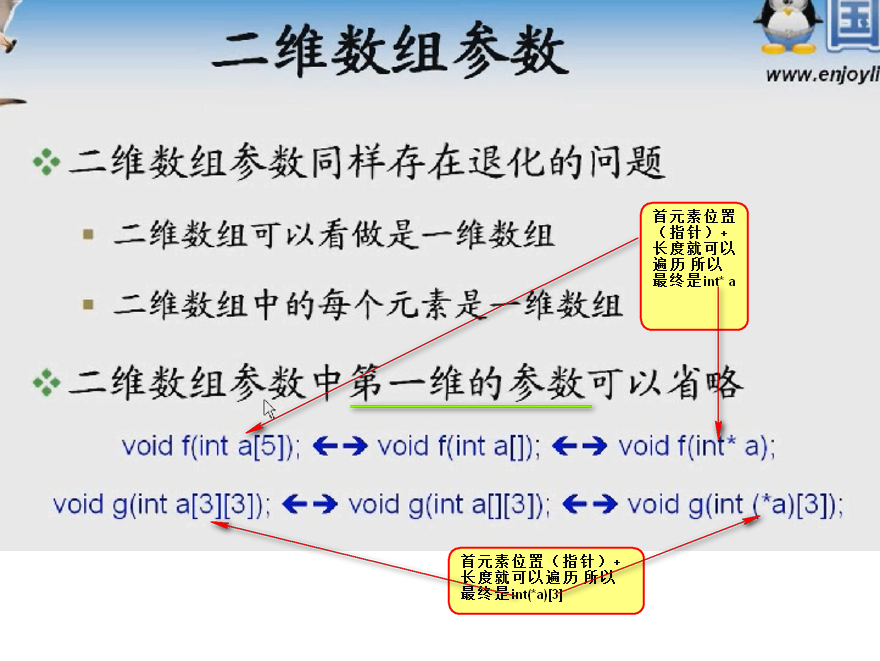 二维数组参数
国
www.enjoyli
二维数组参数同样存在退化的问题
二维数组可以看做是一维数组
二维数组中的每个元素是一维数组
首元素位置
（指针）+
长度就可以
遍历 所以
最终是int* a
二维数组参数中第一维的参数可以省略
void f(int a[5]); ←→ void f(int a[]); ←→ void f(int* a);
void g(int a[3][3]); ←→ void g(int a[][3]); ←→ void g(int (*a)[3]);
首元素位置（指针）+
长度就可以遍历 所以
最终是int(*a)[3]